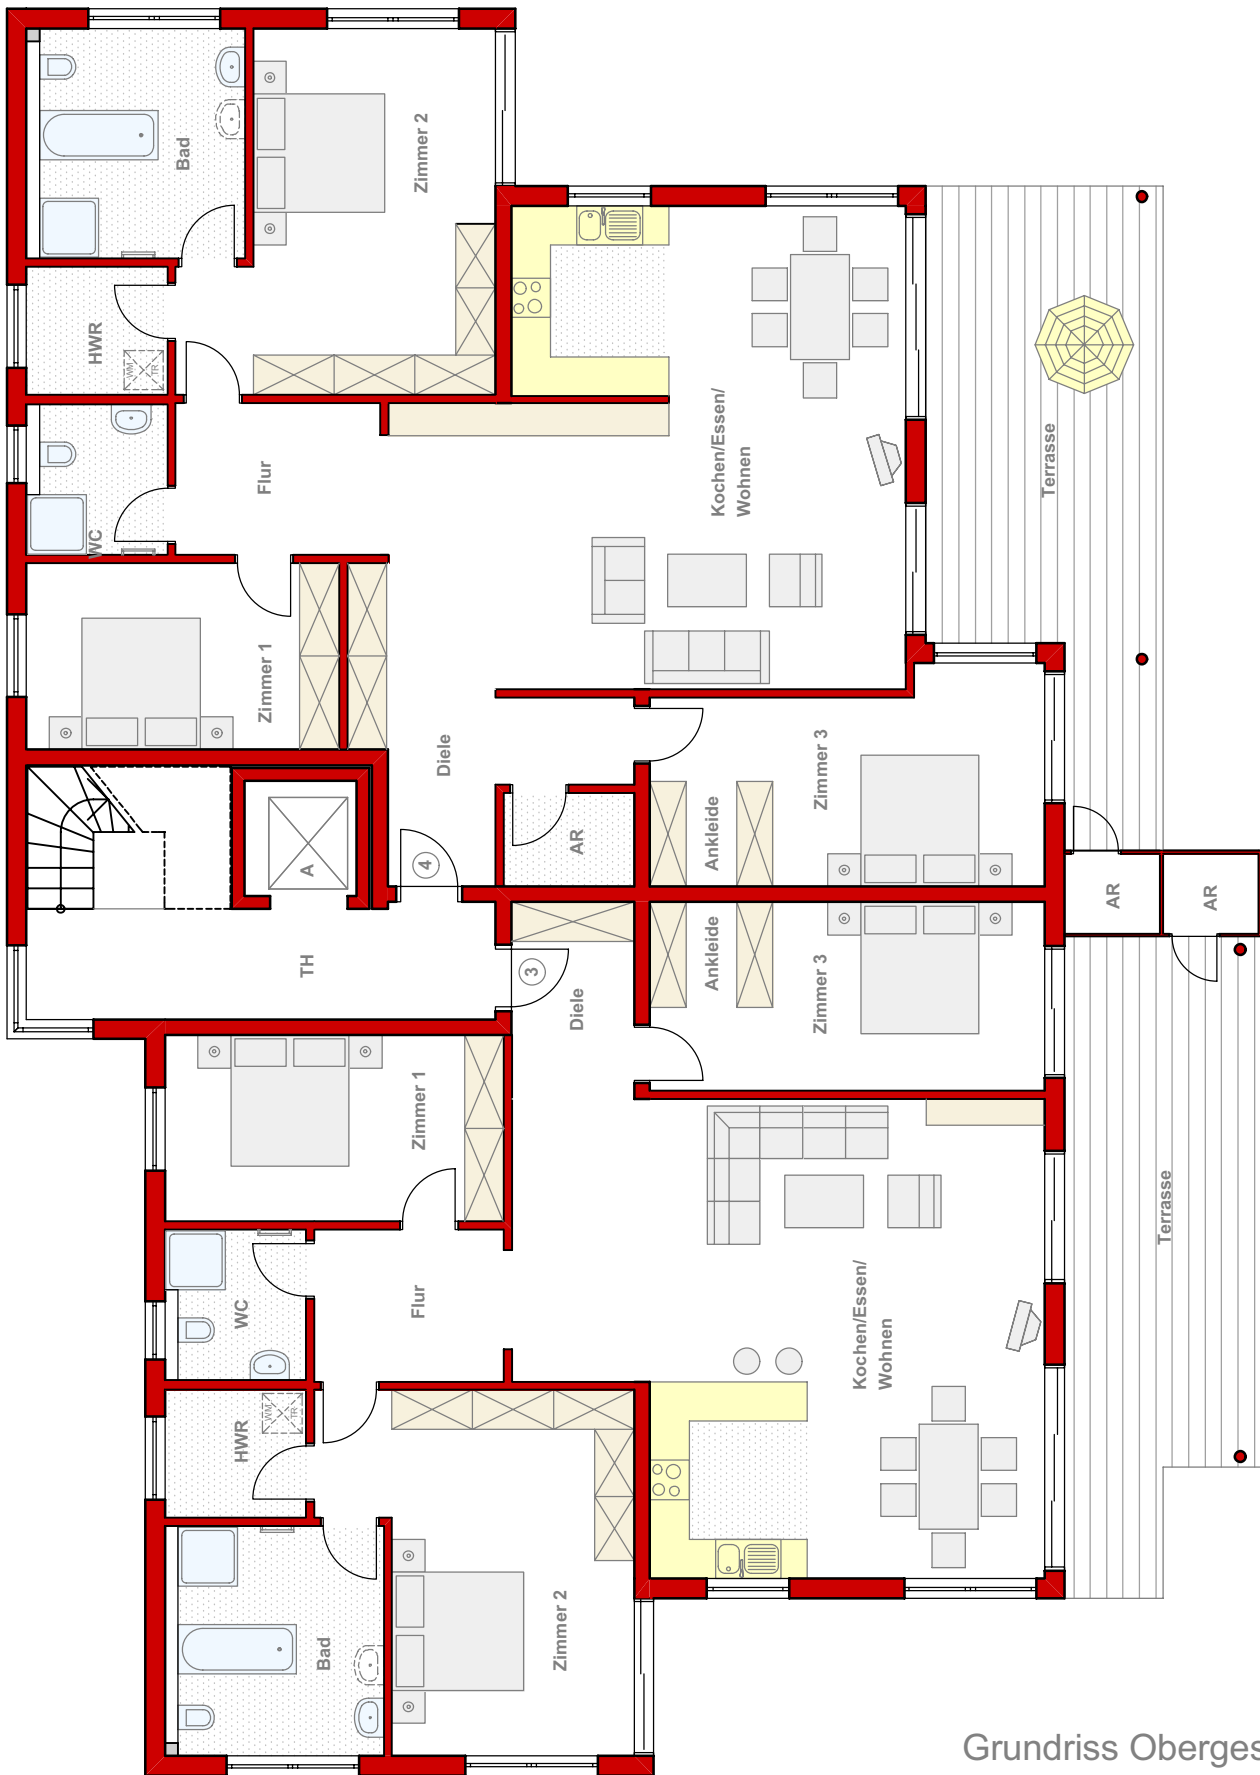 Bad
Zimmer 2
HWR
WM
TR
WC
Flur
Kochen/Essen/
Wohnen
Terrasse
Zimmer 1
Diele
Zimmer 3
Ankleide
AR
A
4
AR
AR
TH
3
Diele
Ankleide
Zimmer 3
Zimmer 1
Terrasse
WC
Flur
Kochen/Essen/
Wohnen
HWR
WM
TR
Bad
Zimmer 2
Grundriss Oberges